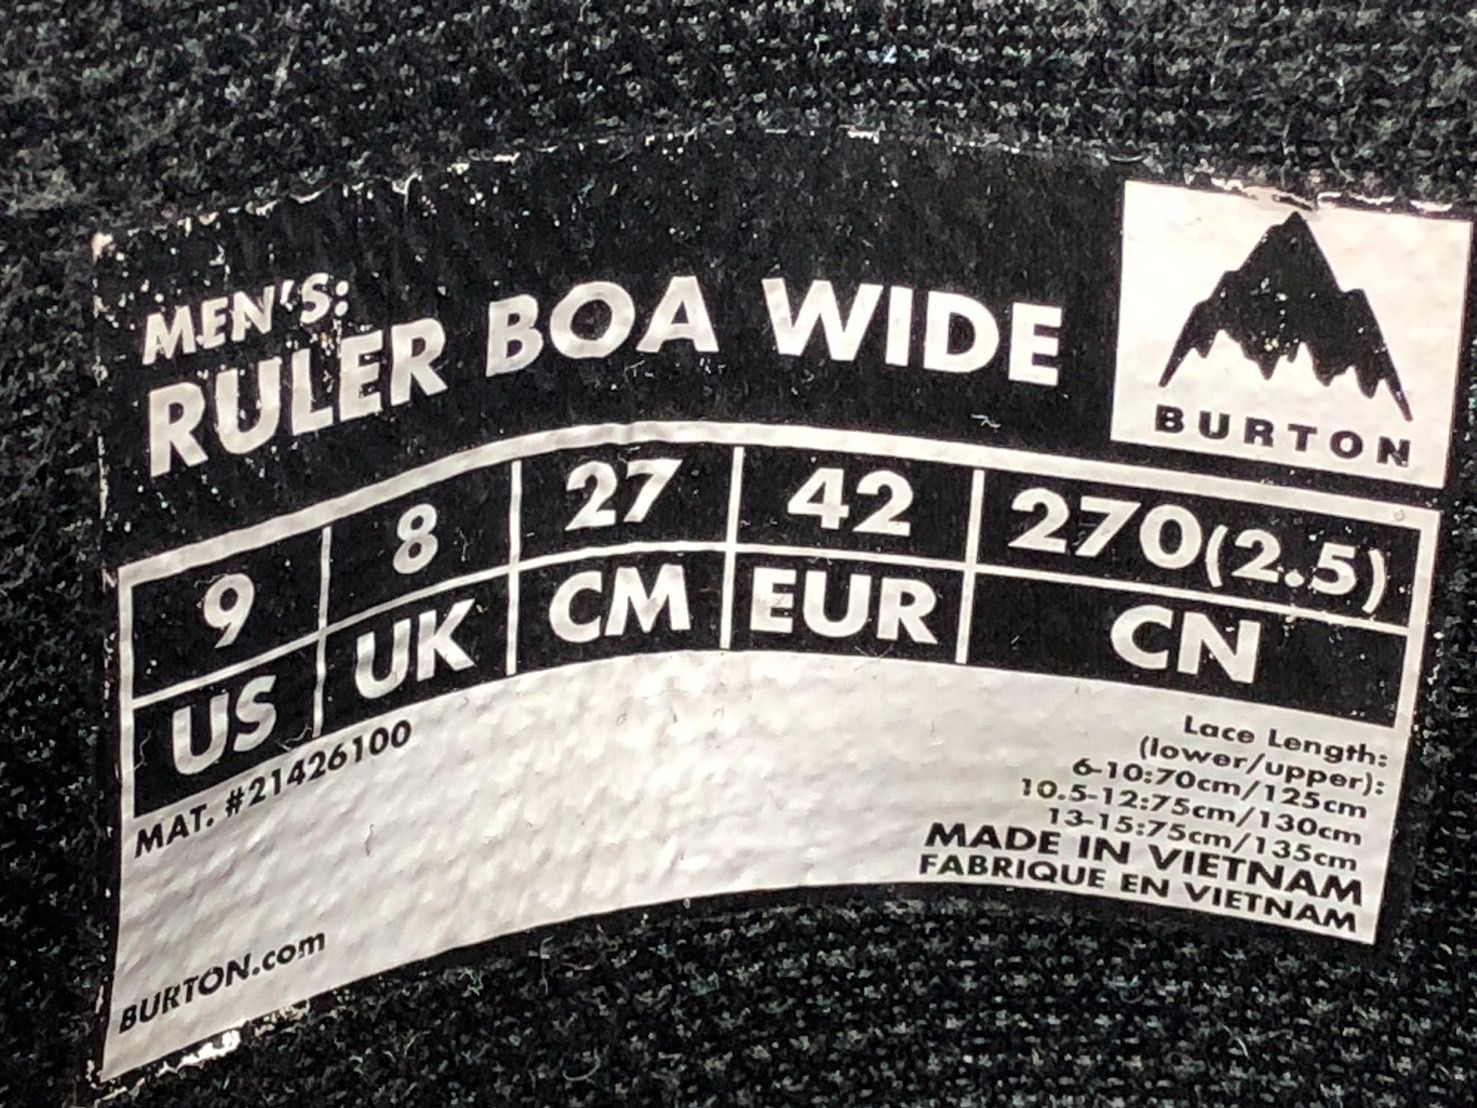 MEN'S:
RULER BOA WIDE
BURTON
9 8 27 42 270(2.5)
US UK CM EUR CN
MAT. #21426100
Lace Length:
(lower/upper):
6-10:70cm/125cm
10.5-12:75cm/130cm
13-15:75cm/135cm
MADE IN VIETNAM
FABRIQUE EN VIETNAM
BURTON.com